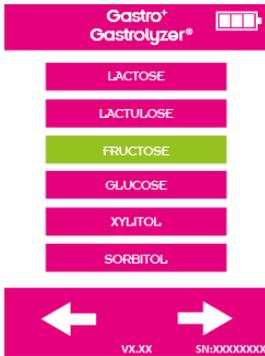 Gastro⁺
Gastrolyzer®
LACTOSE
LACTULOSE
FRUCTOSE
GLUCOSE
XYLITOL
SORBITOL
VX.XX SN:XXXXXXXX